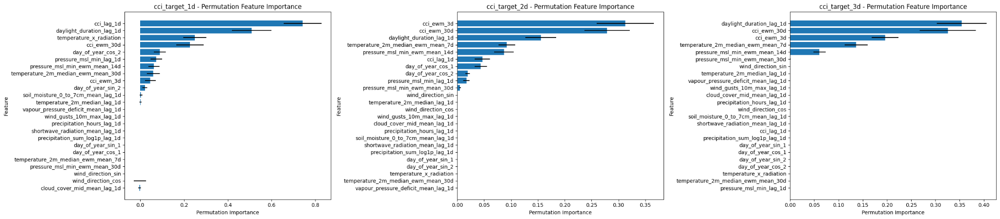 cci_target_1d - Permutation Feature Importance
Feature
cci_lag_1d
daylight_duration_lag_1d
temperature_x_radiation
cci_ewm_30d
day_of_year_cos_2
pressure_msl_min_lag_1d
pressure_msl_min_ewm_mean_14d
temperature_2m_median_ewm_mean_30d
cci_ewm_3d
day_of_year_sin_2
soil_moisture_0_to_7cm_mean_lag_1d
temperature_2m_median_lag_1d
vapour_pressure_deficit_mean_lag_1d
wind_gusts_10m_max_lag_1d
precipitation_hours_lag_1d
shortwave_radiation_mean_lag_1d
precipitation_sum_log1p_lag_1d
day_of_year_sin_1
day_of_year_cos_1
temperature_2m_median_ewm_mean_7d
pressure_msl_min_ewm_mean_30d
wind_direction_sin
wind_direction_cos
cloud_cover_mid_mean_lag_1d
0.0 0.2 0.4 0.6 0.8
Permutation Importance
cci_target_2d - Permutation Feature Importance
Feature
cci_ewm_3d
cci_ewm_30d
daylight_duration_lag_1d
temperature_2m_median_ewm_mean_7d
pressure_msl_min_ewm_mean_14d
cci_lag_1d
day_of_year_cos_1
day_of_year_cos_2
pressure_msl_min_lag_1d
pressure_msl_min_ewm_mean_30d
wind_direction_sin
temperature_2m_median_lag_1d
wind_direction_cos
wind_gusts_10m_max_lag_1d
cloud_cover_mid_mean_lag_1d
precipitation_hours_lag_1d
soil_moisture_0_to_7cm_mean_lag_1d
shortwave_radiation_mean_lag_1d
precipitation_sum_log1p_lag_1d
day_of_year_sin_1
day_of_year_sin_2
temperature_x_radiation
temperature_2m_median_ewm_mean_30d
vapour_pressure_deficit_mean_lag_1d
0.00 0.05 0.10 0.15 0.20 0.25 0.30 0.35
Permutation Importance
cci_target_3d - Permutation Feature Importance
Feature
daylight_duration_lag_1d
cci_ewm_30d
cci_ewm_3d
temperature_2m_median_ewm_mean_7d
pressure_msl_min_ewm_mean_14d
pressure_msl_min_ewm_mean_30d
wind_direction_sin
temperature_2m_median_lag_1d
vapour_pressure_deficit_mean_lag_1d
wind_gusts_10m_max_lag_1d
cloud_cover_mid_mean_lag_1d
precipitation_hours_lag_1d
wind_direction_cos
soil_moisture_0_to_7cm_mean_lag_1d
shortwave_radiation_mean_lag_1d
cci_lag_1d
precipitation_sum_log1p_lag_1d
day_of_year_sin_1
day_of_year_cos_1
day_of_year_sin_2
day_of_year_cos_2
temperature_x_radiation
temperature_2m_median_ewm_mean_30d
pressure_msl_min_lag_1d
0.00 0.05 0.10 0.15 0.20 0.25 0.30 0.35 0.40
Permutation Importance